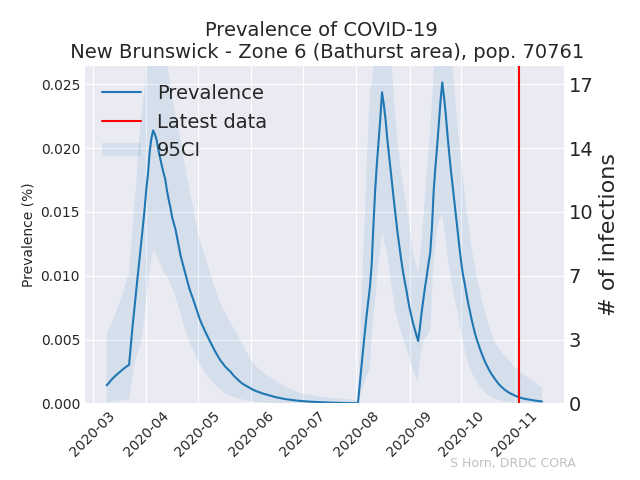 Prevalence of COVID-19
New Brunswick - Zone 6 (Bathurst area), pop. 70761
Prevalence
Latest data
95CI
Prevalence (%)
0.025
0.020
0.015
0.010
0.005
0.000
17
14
10
7
3
0
# of infections
2020-03
2020-04
2020-05
2020-06
2020-07
2020-08
2020-09
2020-10
2020-11
S Horn, DRDC CORA